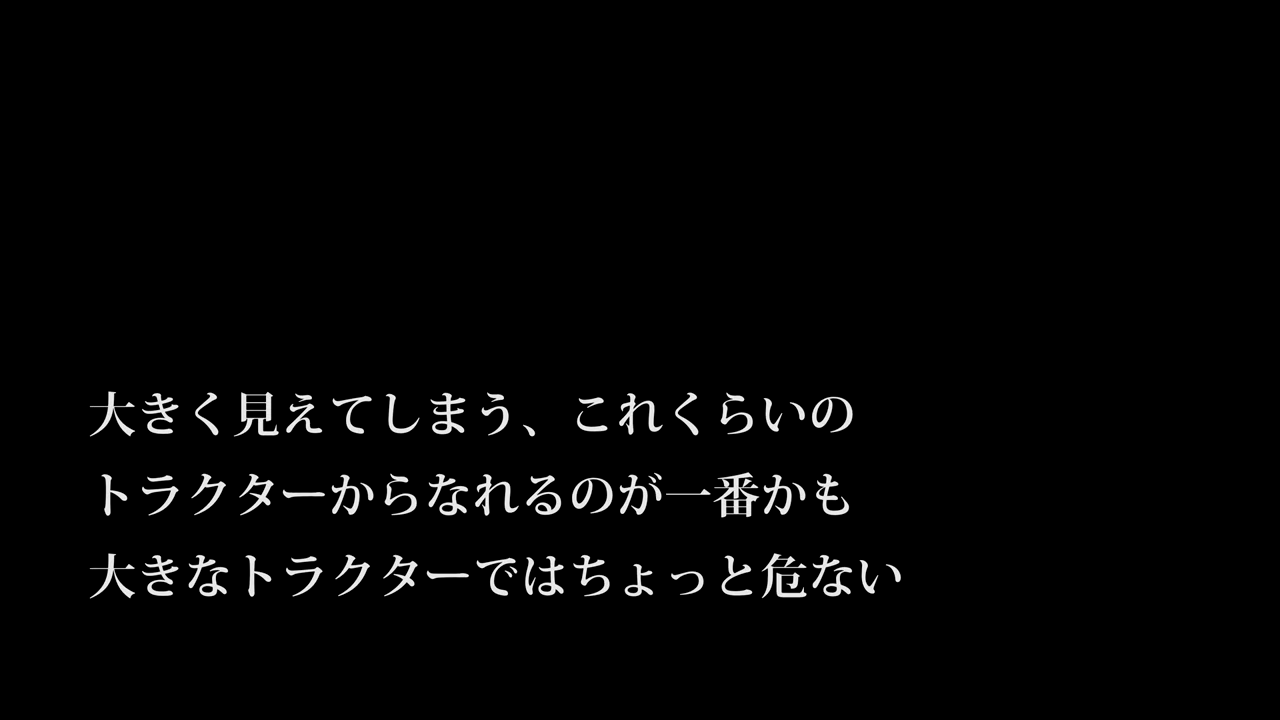 大きく見えてしまう、これくらいの
トラクターからなれるのが一番かも
大きなトラクターではちょっと危ない